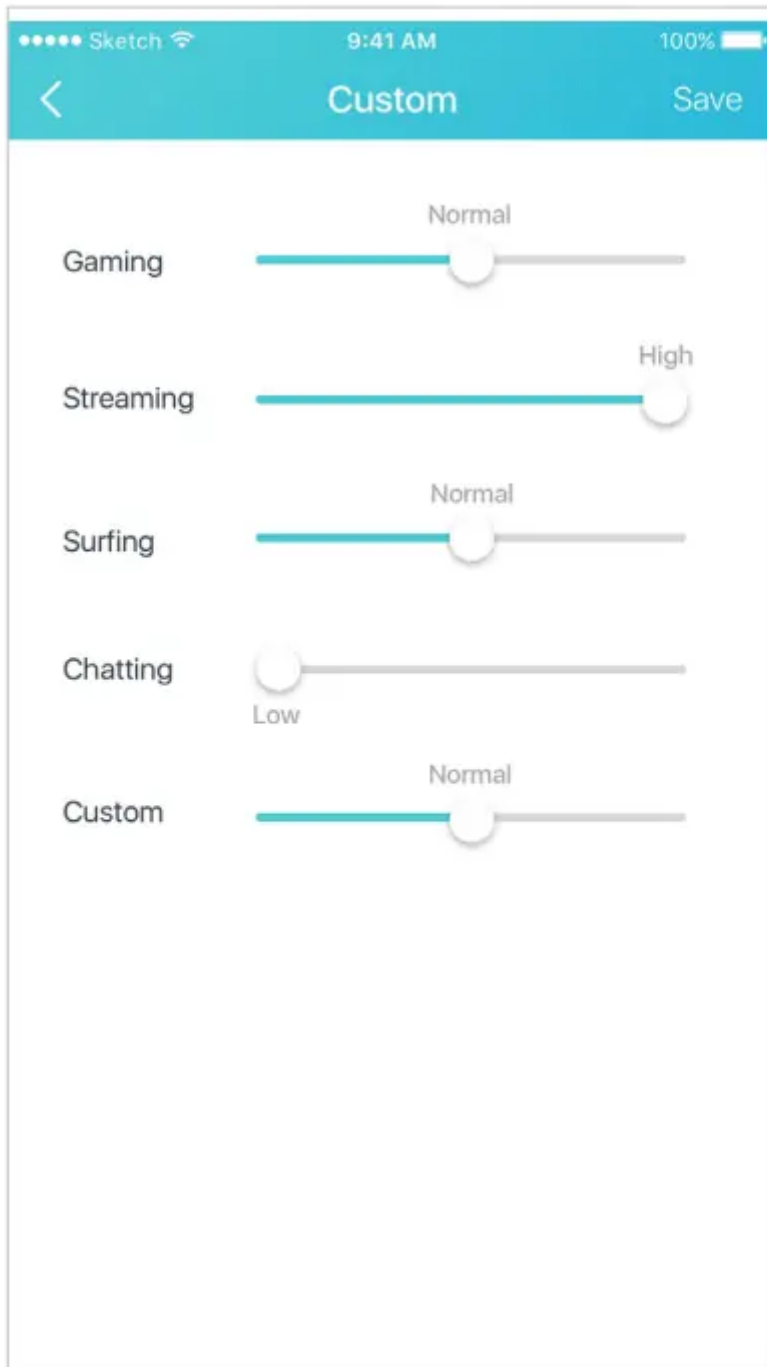 Sketch 9:41 AM 100%
Custom Save
Normal
Gaming
High
Streaming
Normal
Surfing
Chatting
Low
Normal
Custom